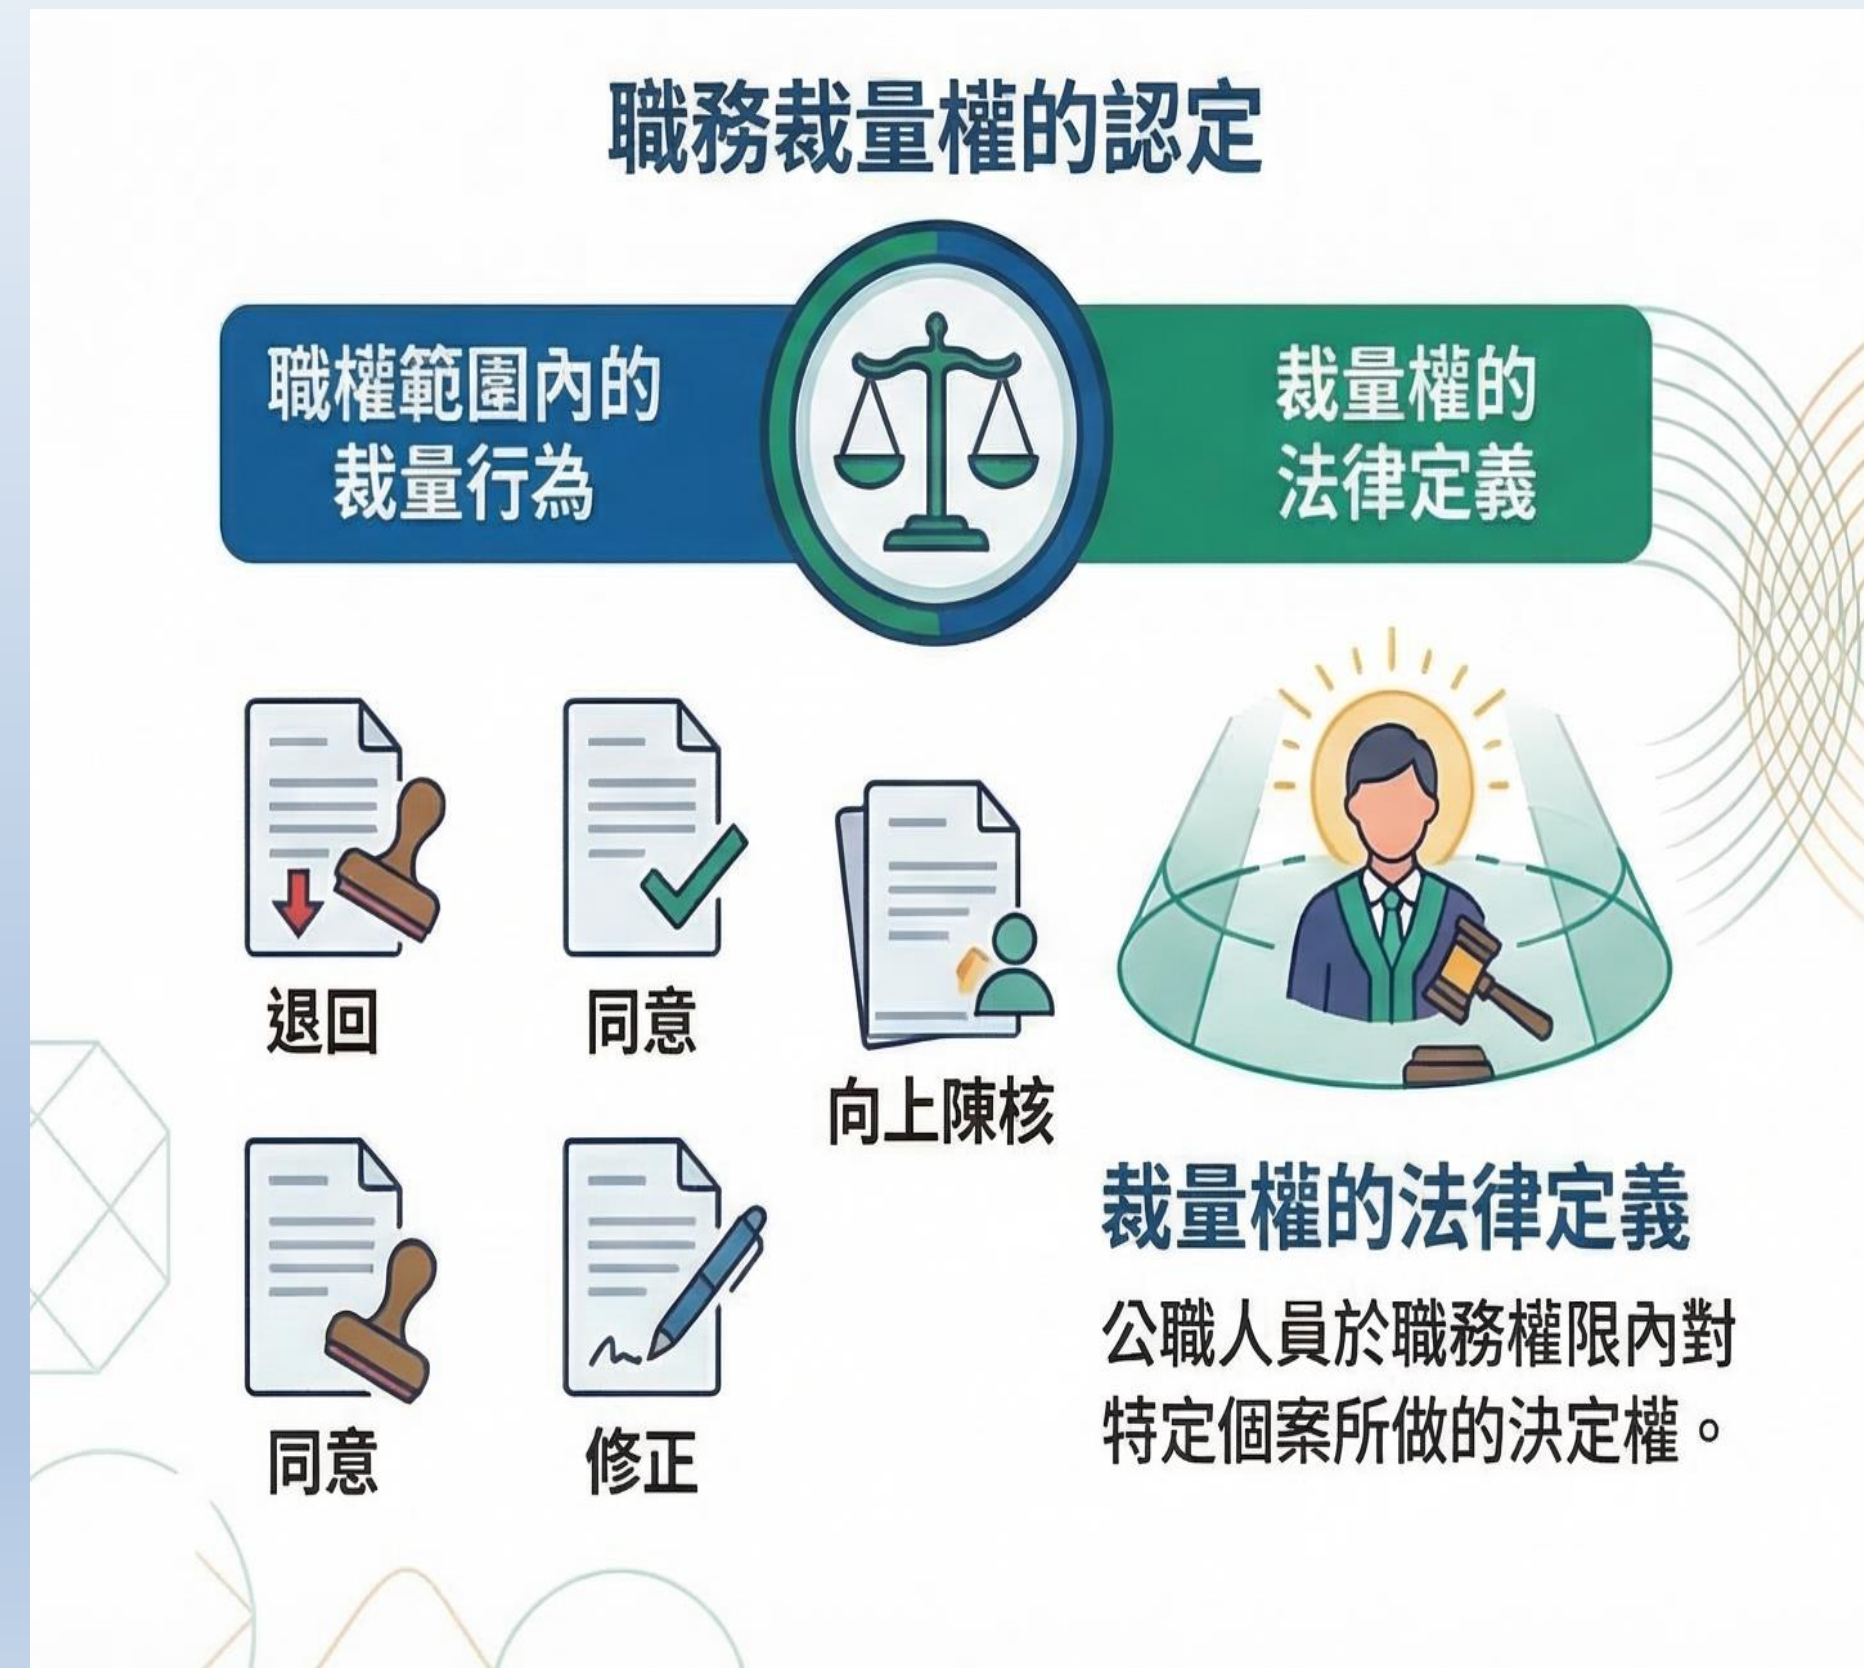 職務裁量權的認定
職權範圍內的
裁量行為
裁量權的
法律定義
退回
同意
向上陳核
同意
修正
裁量權的法律定義
公職人員於職務權限內對
特定個案所做的決定權。